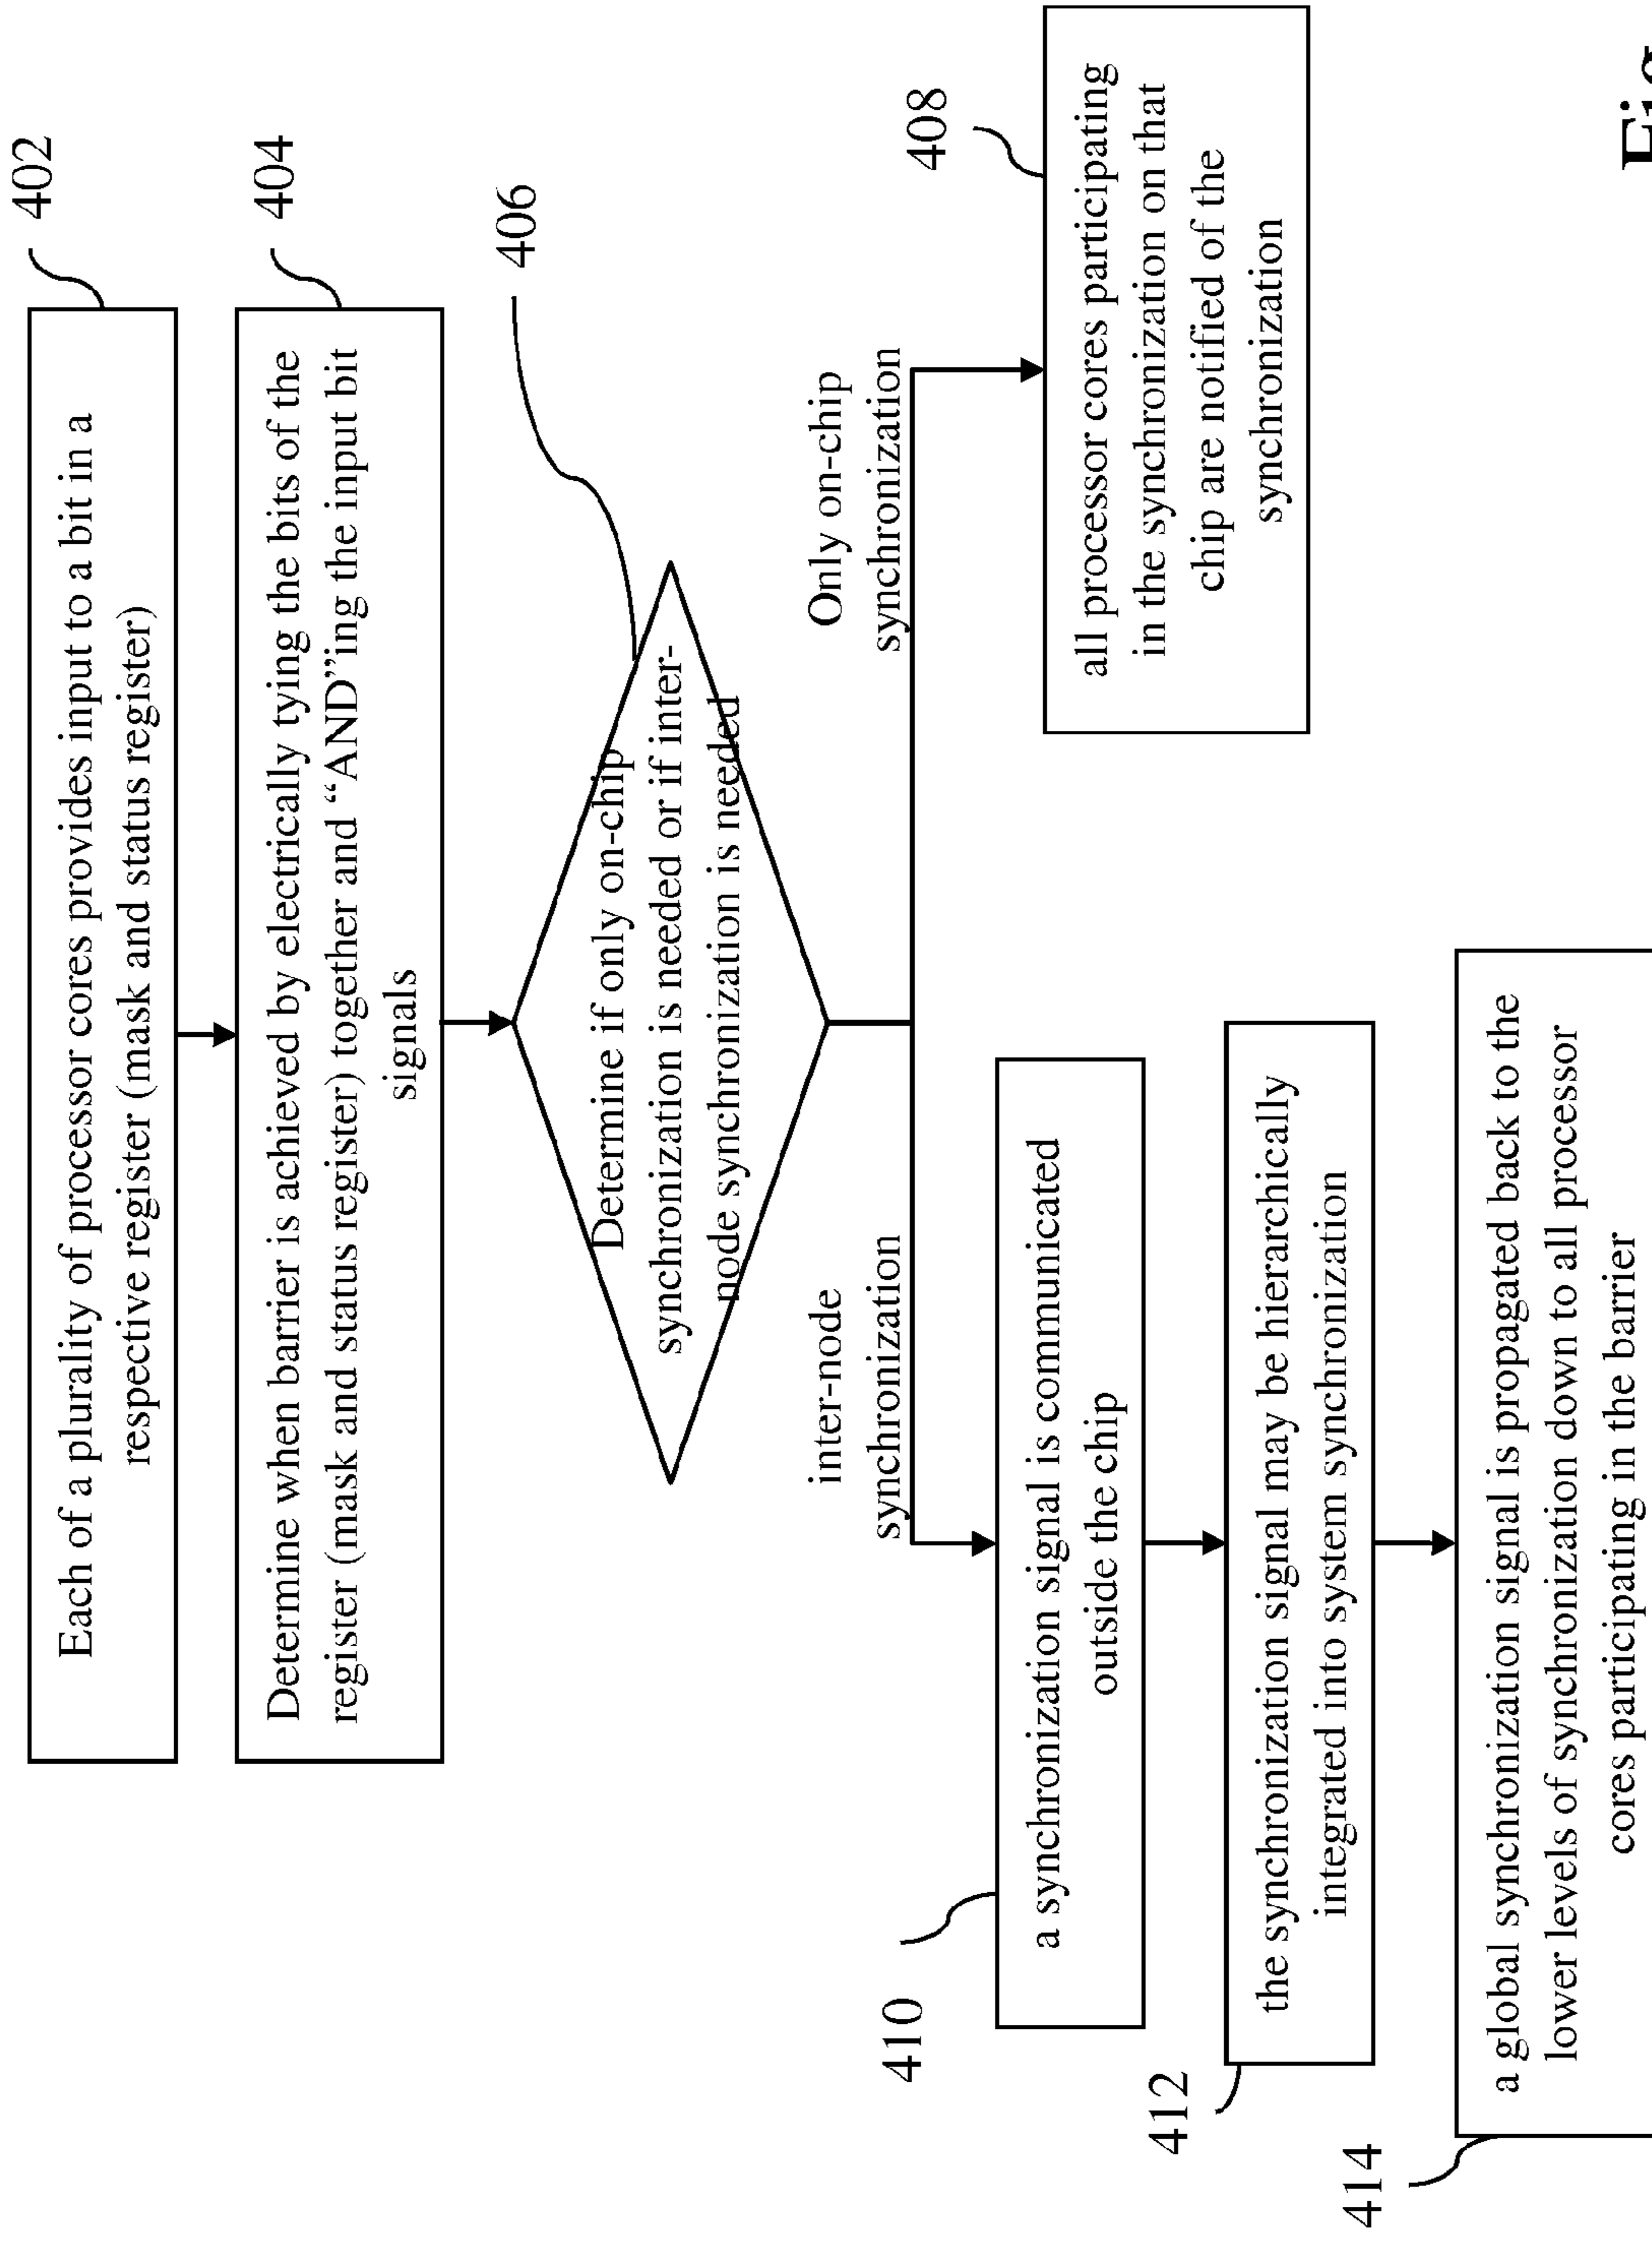 402
Each of a plurality of processor cores provides input to a bit in a
respective register (mask and status register)
404
Determine when barrier is achieved by electrically tying the bits of the
register (mask and status register) together and “AND”ing the input bit
signals
406
Determine if only on-chip
synchronization is needed or if inter-
node synchronization is needed
inter-node
synchronization
Only on-chip
synchronization
408
all processor cores participating
in the synchronization on that
chip are notified of the
synchronization
410
a synchronization signal is communicated
outside the chip
412
the synchronization signal may be hierarchically
integrated into system synchronization
414
a global synchronization signal is propagated back to the
lower levels of synchronization down to all processor
cores participating in the barrier